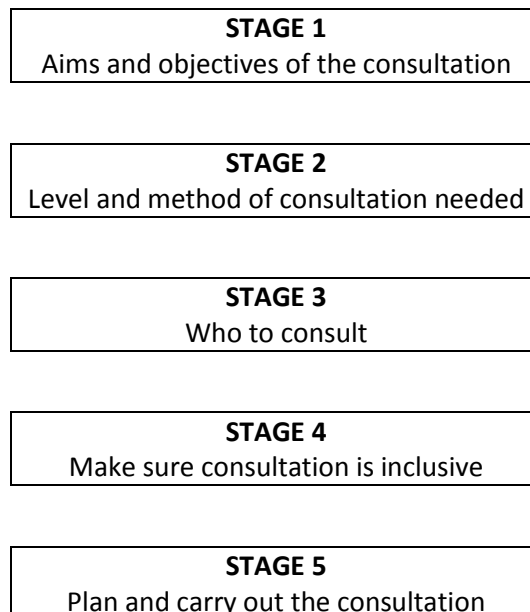 STAGE 1
Aims and objectives of the consultation
STAGE 2
Level and method of consultation needed
STAGE 3
Who to consult
STAGE 4
Make sure consultation is inclusive
STAGE 5
Plan and carry out the consultation